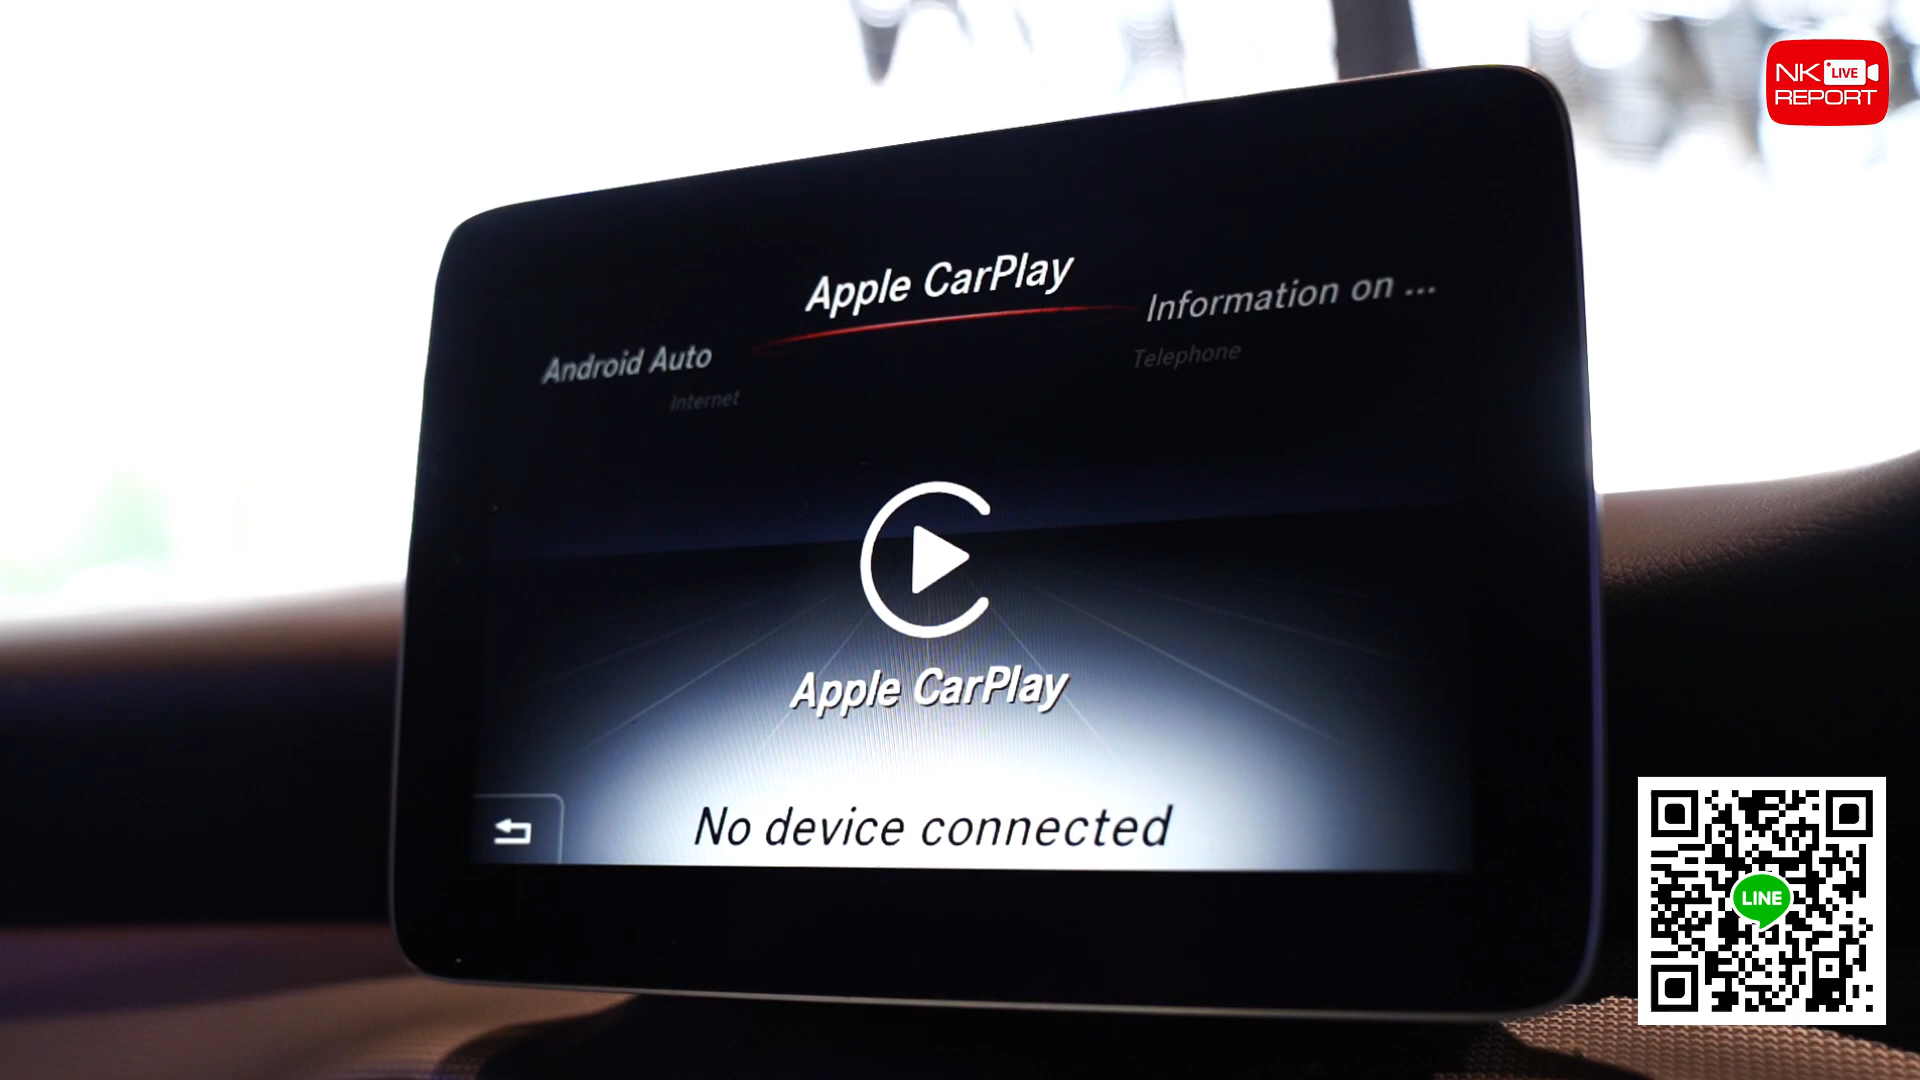 NK LIVE
REPORT
Apple CarPlay
Information on ...
Android Auto
Telephone
Internet
Apple CarPlay
No device connected
LINE